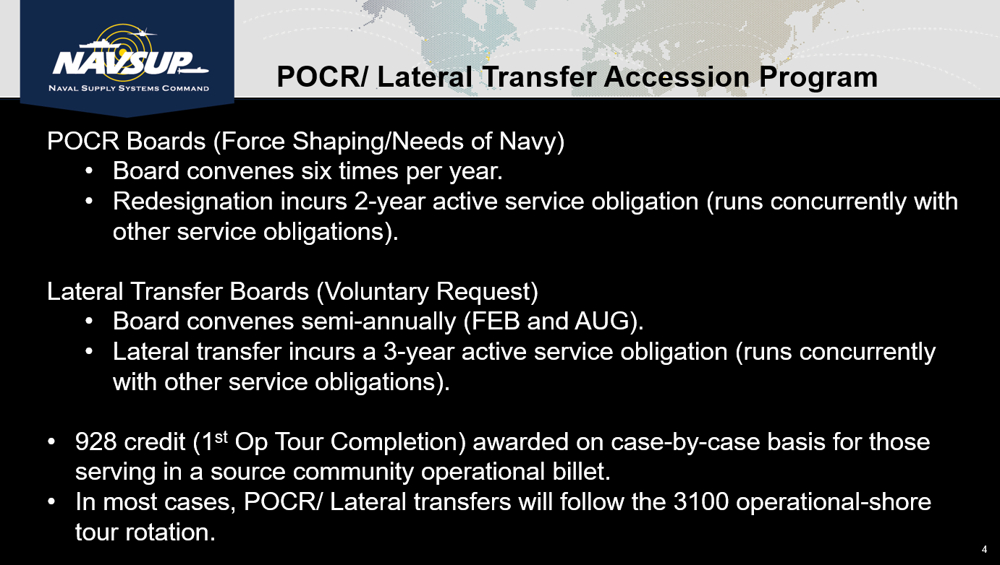 NAVSUP
NAVAL SUPPLY SYSTEMS COMMAND
POCR/ Lateral Transfer Accession Program
POCR Boards (Force Shaping/Needs of Navy)
• Board convenes six times per year.
• Redesignation incurs 2-year active service obligation (runs concurrently with
other service obligations).
Lateral Transfer Boards (Voluntary Request)
• Board convenes semi-annually (FEB and AUG).
• Lateral transfer incurs a 3-year active service obligation (runs concurrently
with other service obligations).
• 928 credit (1st Op Tour Completion) awarded on case-by-case basis for those
serving in a source community operational billet.
• In most cases, POCR/ Lateral transfers will follow the 3100 operational-shore
tour rotation.
4